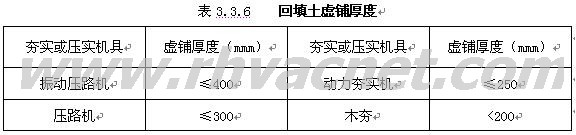 表 3.3.6 回填土虚铺厚度
夯实或压实机具 虚铺厚度（mmm） 夯实或压实机具 虚铺厚度（mmm）
振动压路机 ≤400 动力夯实机 ≤250
压路机 ≤300 木夯 <200
www.rhvacnet.com